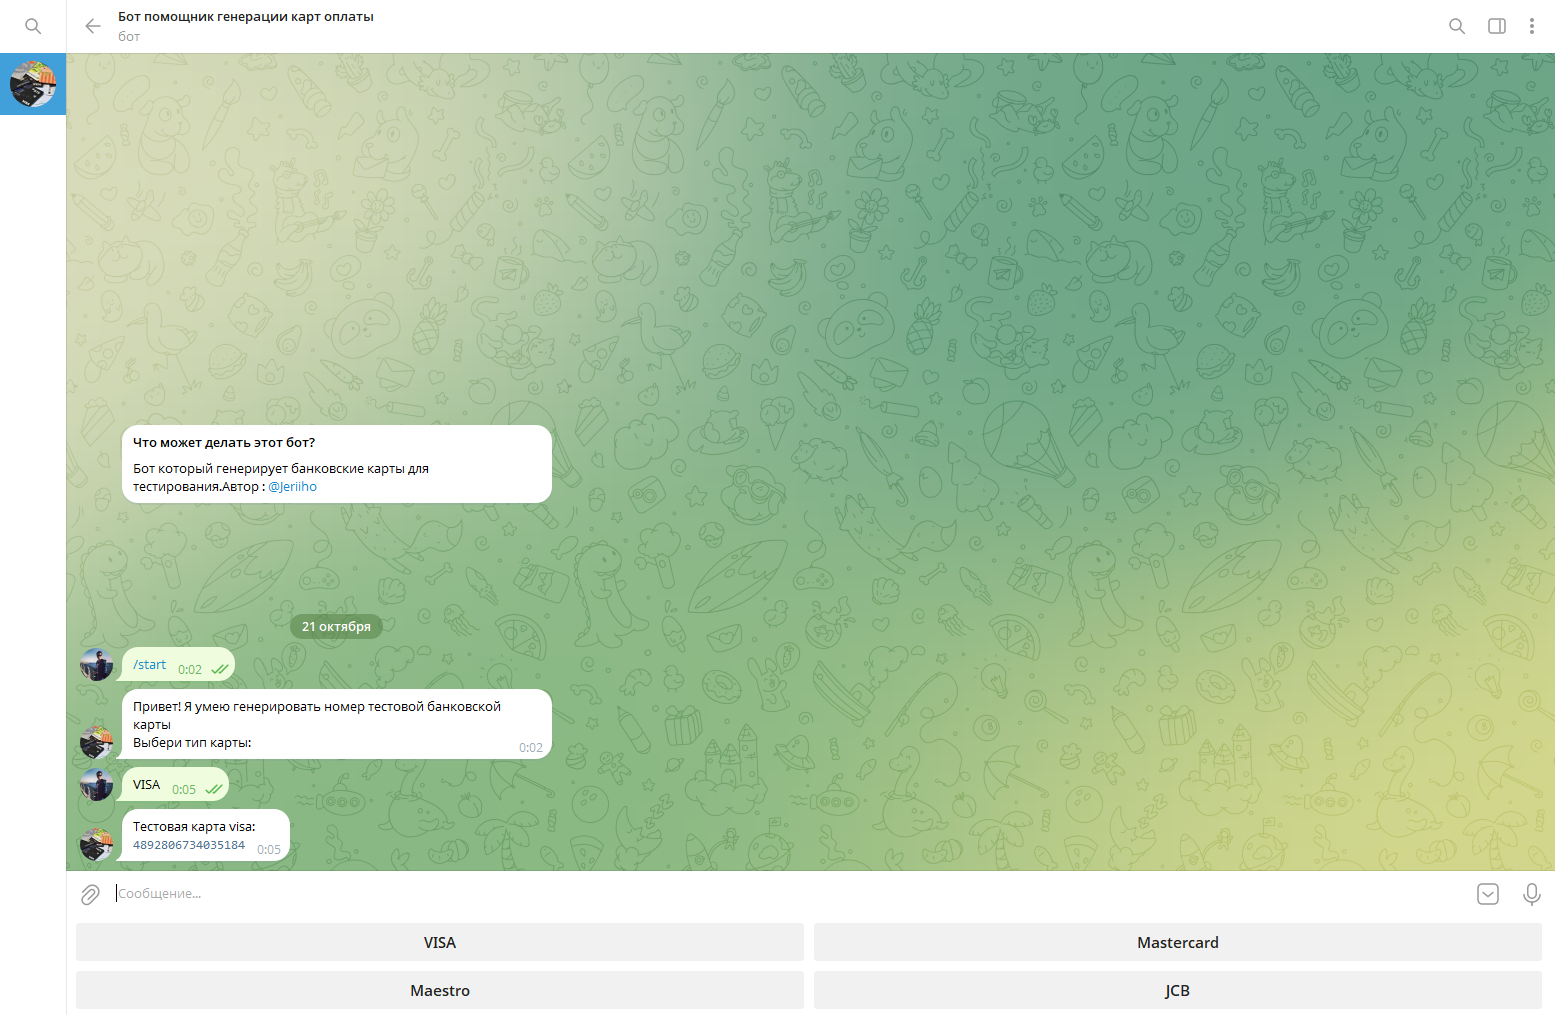 Бот помощник генерации карт оплаты
бот
Что может делать этот бот?
Бот который генерирует банковские карты для
тестирования.Автор : @Jeriiho
21 октября
/start 0:02
Привет! Я умею генерировать номер тестовой банковской
карты
Выбери тип карты: 0:02
VISA 0:05
Тестовая карта visa:
4892806734035184 0:05
Сообщение...
VISA Mastercard
Maestro JCB